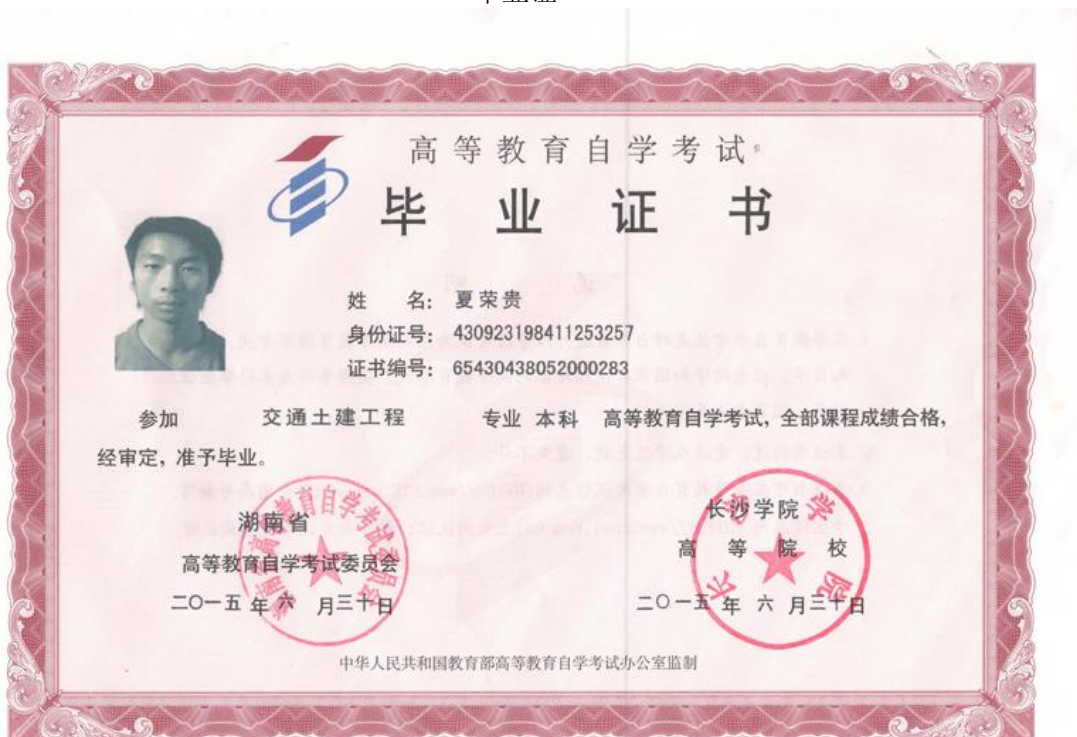 高等教育自学考试
毕业证书
姓 名: 夏荣贵
身份证号: 430923198411253257
证书编号: 65430438052000283
参加 交通土建工程 专业 本科 高等教育自学考试, 全部课程成绩合格,
经审定, 准予毕业。
湖南省
高等教育自学考试委员会
二〇一五年六月三十日
长沙学院
高等院校
二〇一五年六月三十日
中华人民共和国教育部高等教育自学考试办公室监制